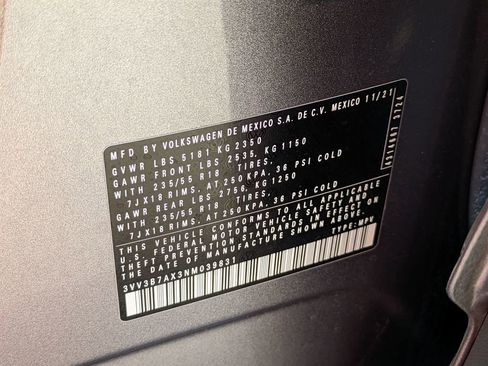 MFD BY VOLKSWAGEN DE MEXICO S.A. DE C.V. MEXICO 11/21
GVWR LBS 5181 KG 2350
GAWR FRONT LBS 2535, KG 1150
WITH 235/55 R18 TIRES,
7JX18 RIMS, AT 250KPA, 36 PSI COLD
GAWR REAR LBS 2756, KG1250
WITH 235/55 R18 TIRES,
7JX18 RIMS, AT 250KPA, 36 PSI COLD
THIS VEHICLE CONFORMS TO ALL APPLICABLE
U.S. FEDERAL MOTOR VEHICLE SAFETY AND THEFT
PREVENTION STANDARDS IN EFFECT ON THE
DATE OF MANUFACTURE SHOWN ABOVE.
3VV3B7AX3NM039831 TYPE: MPV
3724